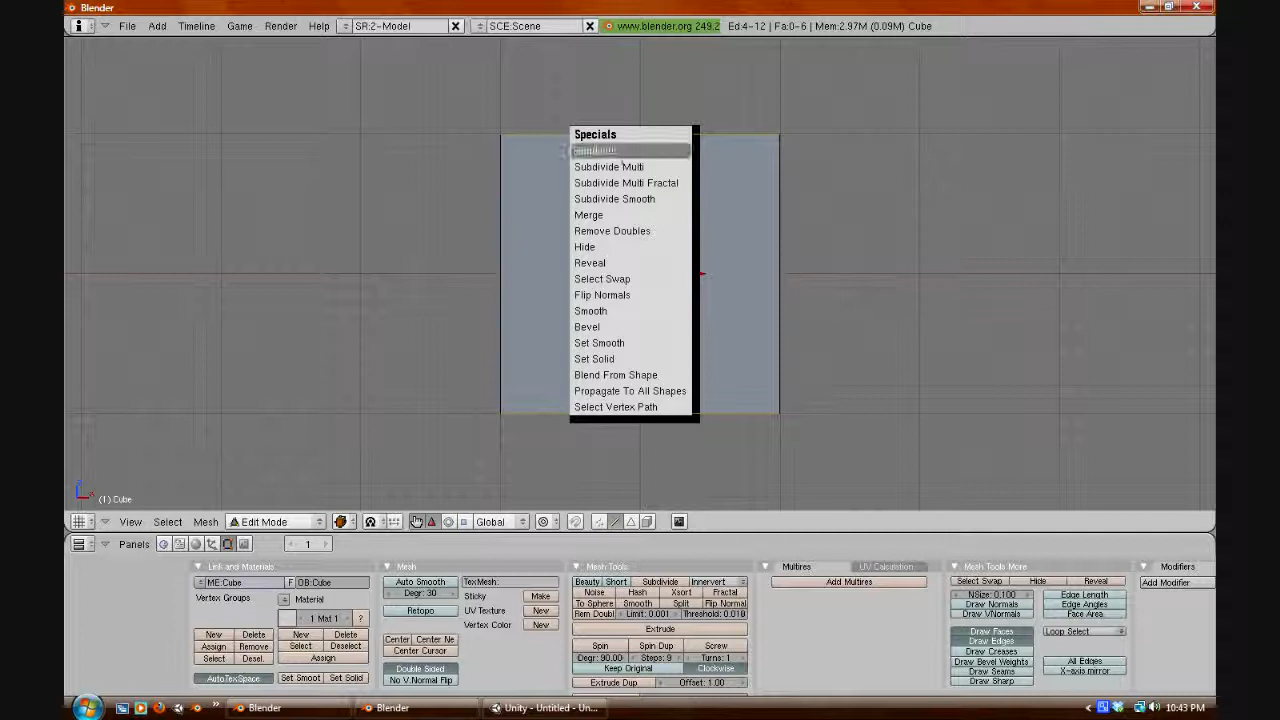 Blender
File Add Timeline Game Render Help SR:2-Model SCE:Scene www.blender.org 249.2 Ed:4-12 | Fa:0-6 | Mem:2.97M (0.09M) Cube
Specials
Subdivide Multi
Subdivide Multi Fractal
Subdivide Smooth
Merge
Remove Doubles
Hide
Reveal
Select Swap
Flip Normals
Smooth
Bevel
Set Smooth
Set Solid
Blend From Shape
Propagate To All Shapes
Select Vertex Path
(1) Cube
View Select Mesh Edit Mode Global
Panels 1
Link and Materials Mesh Mesh Tools Multires UV Calculation Mesh Tools More Modifiers
ME:Cube F OB:Cube
Vertex Groups Material
1 Mat 1 ?
New Delete New Delete
Assign Remove Select Deselect
Select Desel. Assign
AutoTexSpace Set Smoot Set Solid
Auto Smooth TexMesh:
Degr: 30 Sticky Make
Retopo UV Texture New
Vertex Color New
Center Center Ne
Center Cursor
Double Sided
No V.Normal Flip
Beauty Short Subdivide Innervert
Noise Hash Xsort Fractal
To Sphere Smooth Split Flip Normal
Rem Doubl Limit: 0.001 Threshold: 0.010
Extrude
Spin Spin Dup Screw
Degr: 90.00 Steps: 9 Turns: 1
Keep Original Clockwise
Extrude Dup Offset: 1.00
Add Multires
Select Swap Hide Reveal
NSize: 0.100 Edge Length
Draw Normals Edge Angles
Draw VNormals Face Area
Draw Faces Loop Select
Draw Edges
Draw Creases
Draw Bevel Weights All Edges
Draw Seams X-axis mirror
Draw Sharp
Add Modifier
Blender Blender Unity - Untitled - Un... 10:43 PM